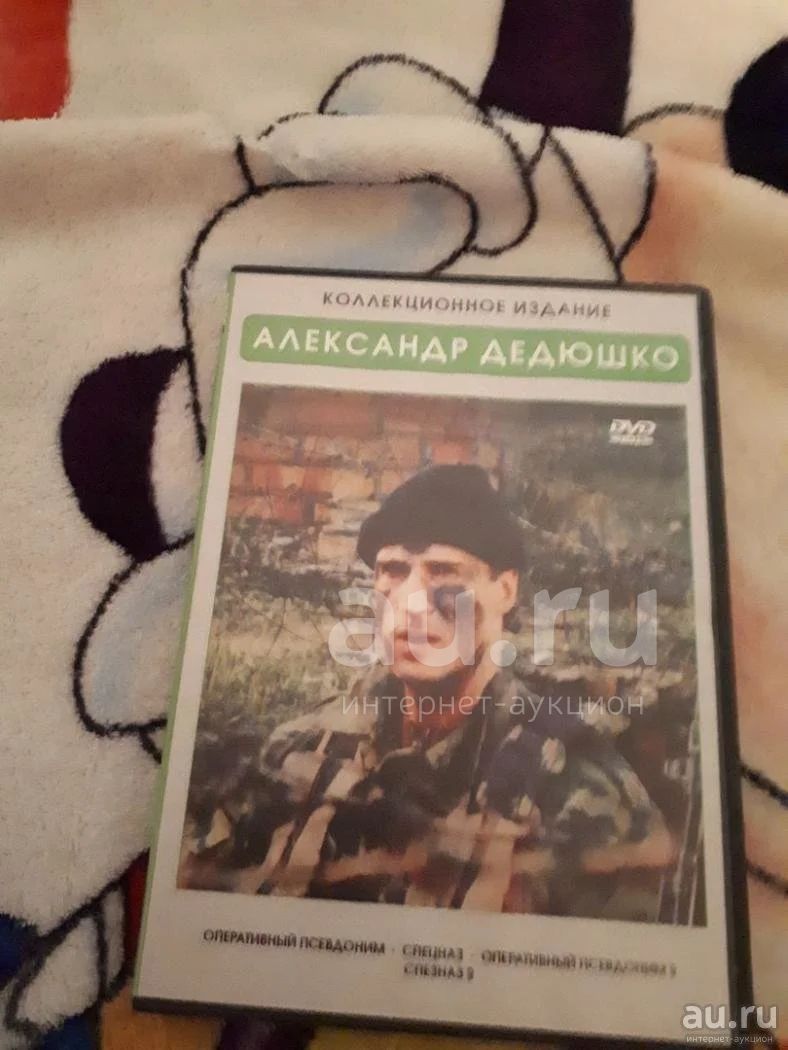 КОЛЛЕКЦИОННОЕ ИЗДАНИЕ
АЛЕКСАНДР ДЕДЮШКО
DVD
au.ru
интернет-аукцион
ОПЕРАТИВНЫЙ ПСЕВДОНИМ · СПЕЦНАЗ · ОПЕРАТИВНЫЙ ПСЕВДОНИМ 2
СПЕЗНАЗ 2
au.ru
интернет-аукцион